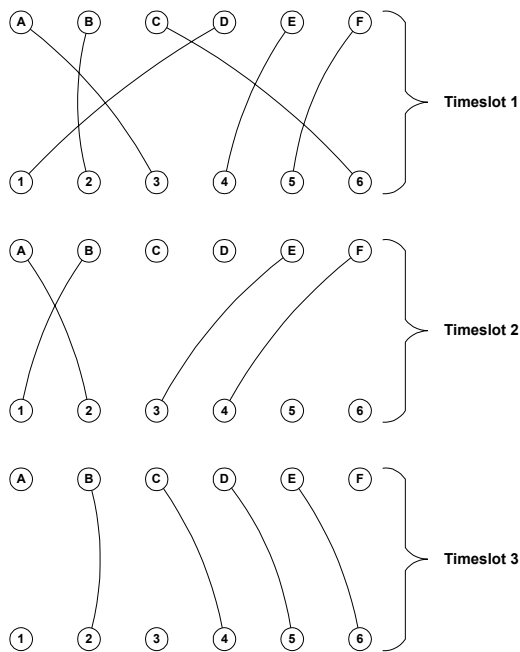 A B C D E F
Timeslot 1
1 2 3 4 5 6
A B C D E F
Timeslot 2
1 2 3 4 5 6
A B C D E F
Timeslot 3
1 2 3 4 5 6